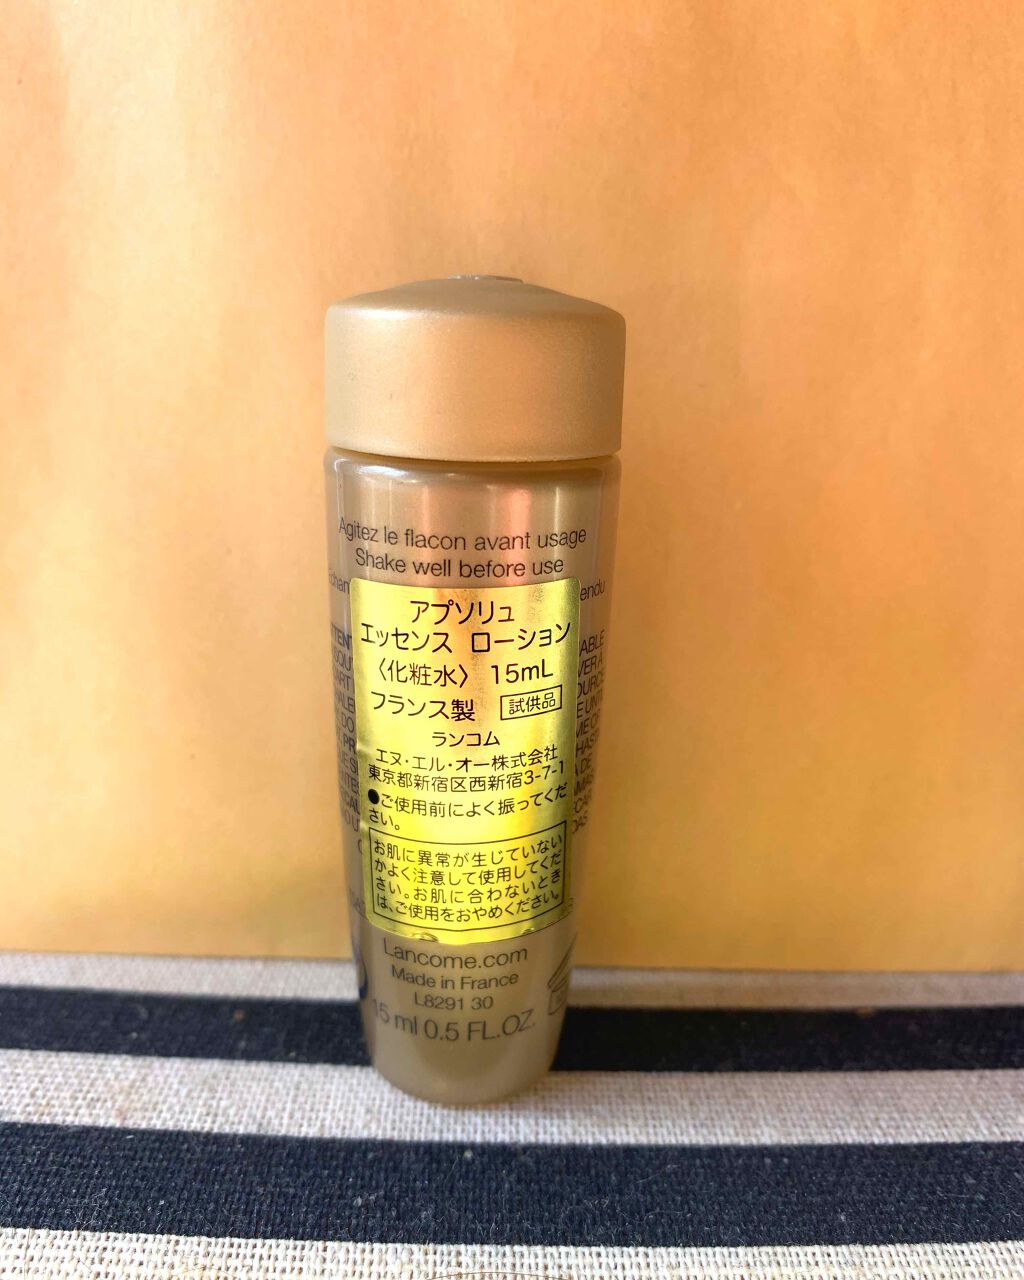 Agitez le flacon avant usage
Shake well before use
アプソリュ
エッセンス ローション
〈化粧水〉 15mL
フランス製 試供品
ランコム
エヌ・エル・オー株式会社
東京都新宿区西新宿3-7-1
●ご使用前によく振ってくだ
さい。
お肌に異常が生じていない
かよく注意して使用してくだ
さい。お肌に合わないとき
は、ご使用をおやめください。
Lancome.com
Made in France
L8291 30
15 ml 0.5 FL.OZ.